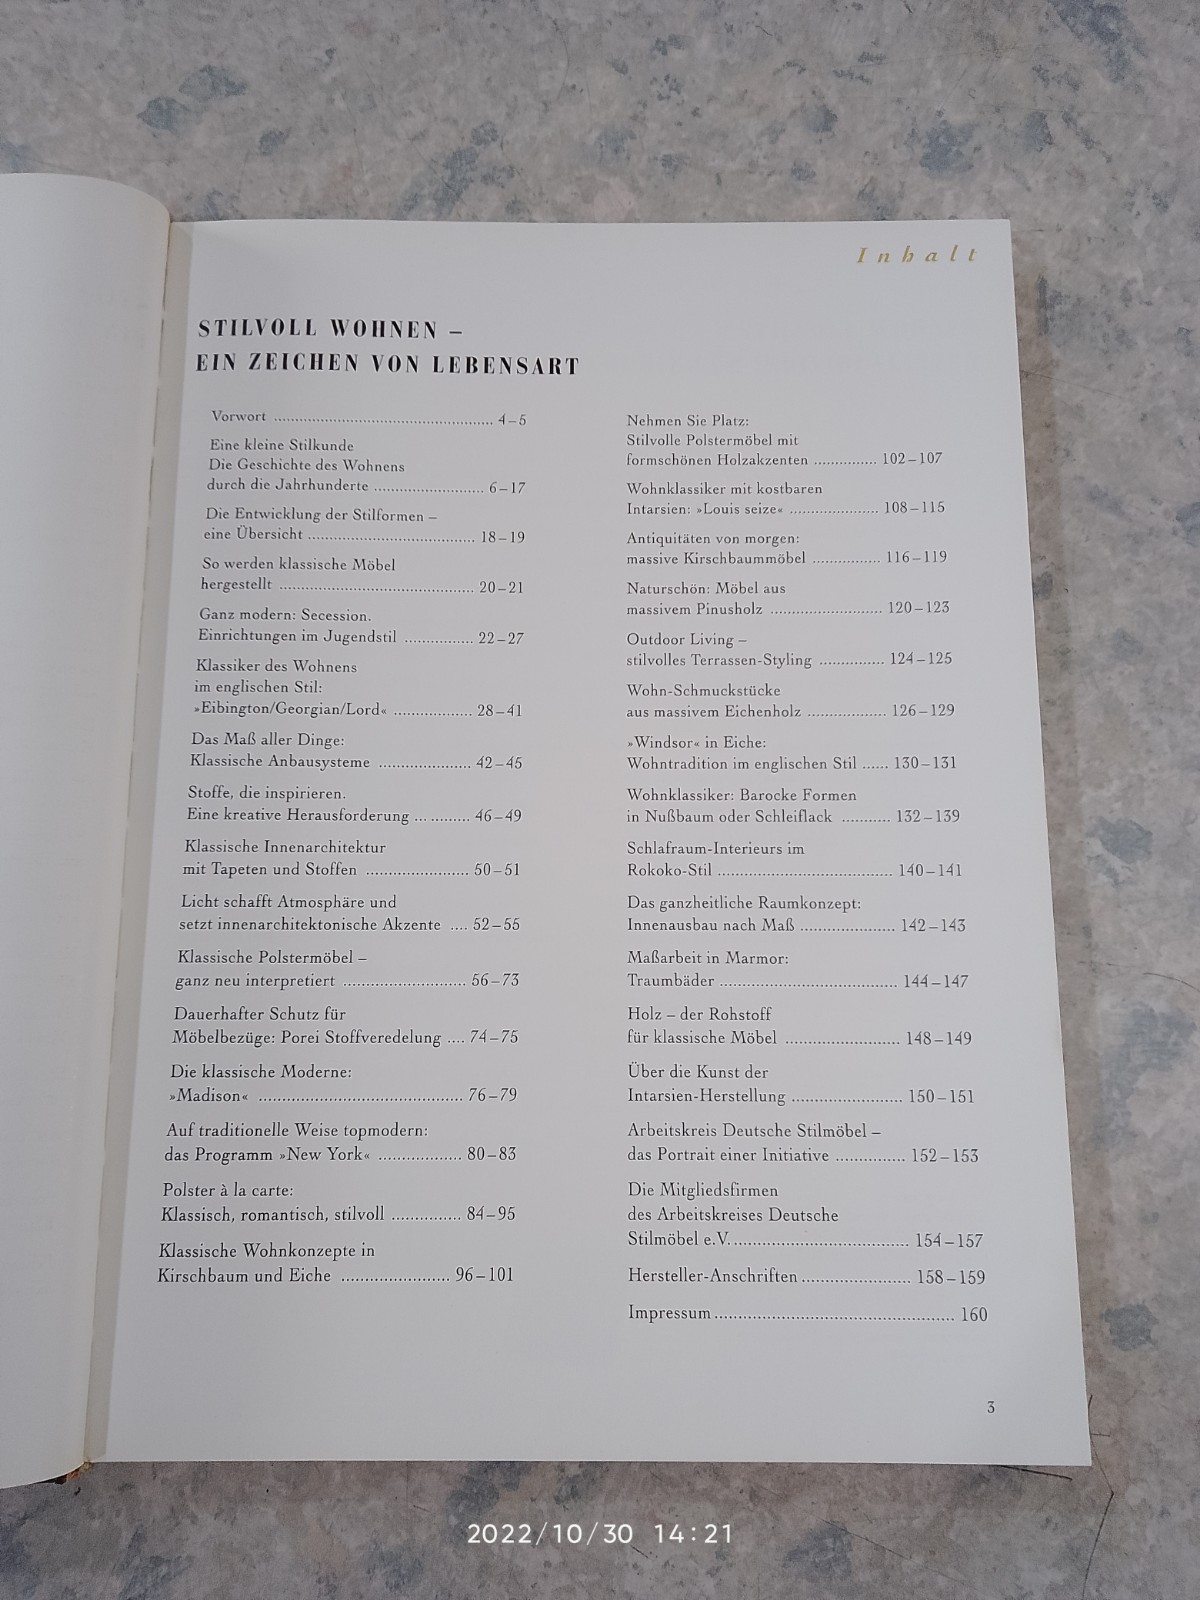 Inhalt
STILVOLL WOHNEN –
EIN ZEICHEN VON LEBENSART
Vorwort .................................................... 4–5
Eine kleine Stilkunde
Die Geschichte des Wohnens
durch die Jahrhunderte .......................... 6–17
Die Entwicklung der Stilformen –
eine Übersicht ....................................... 18–19
So werden klassische Möbel
hergestellt .............................................. 20–21
Ganz modern: Secession.
Einrichtungen im Jugendstil ................ 22–27
Klassiker des Wohnens
im englischen Stil:
»Eibington/Georgian/Lord« .................. 28–41
Das Maß aller Dinge:
Klassische Anbausysteme ...................... 42–45
Stoffe, die inspirieren.
Eine kreative Herausforderung ... ......... 46–49
Klassische Innenarchitektur
mit Tapeten und Stoffen ........................ 50–51
Licht schafft Atmosphäre und
setzt innenarchitektonische Akzente .... 52–55
Klassische Polstermöbel –
ganz neu interpretiert ............................ 56–73
Dauerhafter Schutz für
Möbelbezüge: Porei Stoffveredelung .... 74–75
Die klassische Moderne:
»Madison« .............................................. 76–79
Auf traditionelle Weise topmodern:
das Programm »New York« .................. 80–83
Polster à la carte:
Klassisch, romantisch, stilvoll ............... 84–95
Klassische Wohnkonzepte in
Kirschbaum und Eiche ....................... 96–101
Nehmen Sie Platz:
Stilvolle Polstermöbel mit
formschönen Holzakzenten ............... 102–107
Wohnklassiker mit kostbaren
Intarsien: »Louis seize« ..................... 108–115
Antiquitäten von morgen:
massive Kirschbaummöbel ................ 116–119
Naturschön: Möbel aus
massivem Pinusholz ........................... 120–123
Outdoor Living –
stilvolles Terrassen-Styling ................ 124–125
Wohn-Schmuckstücke
aus massivem Eichenholz ................... 126–129
»Windsor« in Eiche:
Wohntradition im englischen Stil ...... 130–131
Wohnklassiker: Barocke Formen
in Nußbaum oder Schleiflack ........... 132–139
Schlafraum-Interieurs im
Rokoko-Stil ......................................... 140–141
Das ganzheitliche Raumkonzept:
Innenausbau nach Maß ...................... 142–143
Maßarbeit in Marmor:
Traumbäder .......................................... 144–147
Holz – der Rohstoff
für klassische Möbel .......................... 148–149
Über die Kunst der
Intarsien-Herstellung ......................... 150–151
Arbeitskreis Deutsche Stilmöbel –
das Portrait einer Initiative ............... 152–153
Die Mitgliedsfirmen
des Arbeitskreises Deutsche
Stilmöbel e.V. ...................................... 154–157
Hersteller-Anschriften ........................ 158–159
Impressum .................................................. 160
3
2022/10/30 14:21